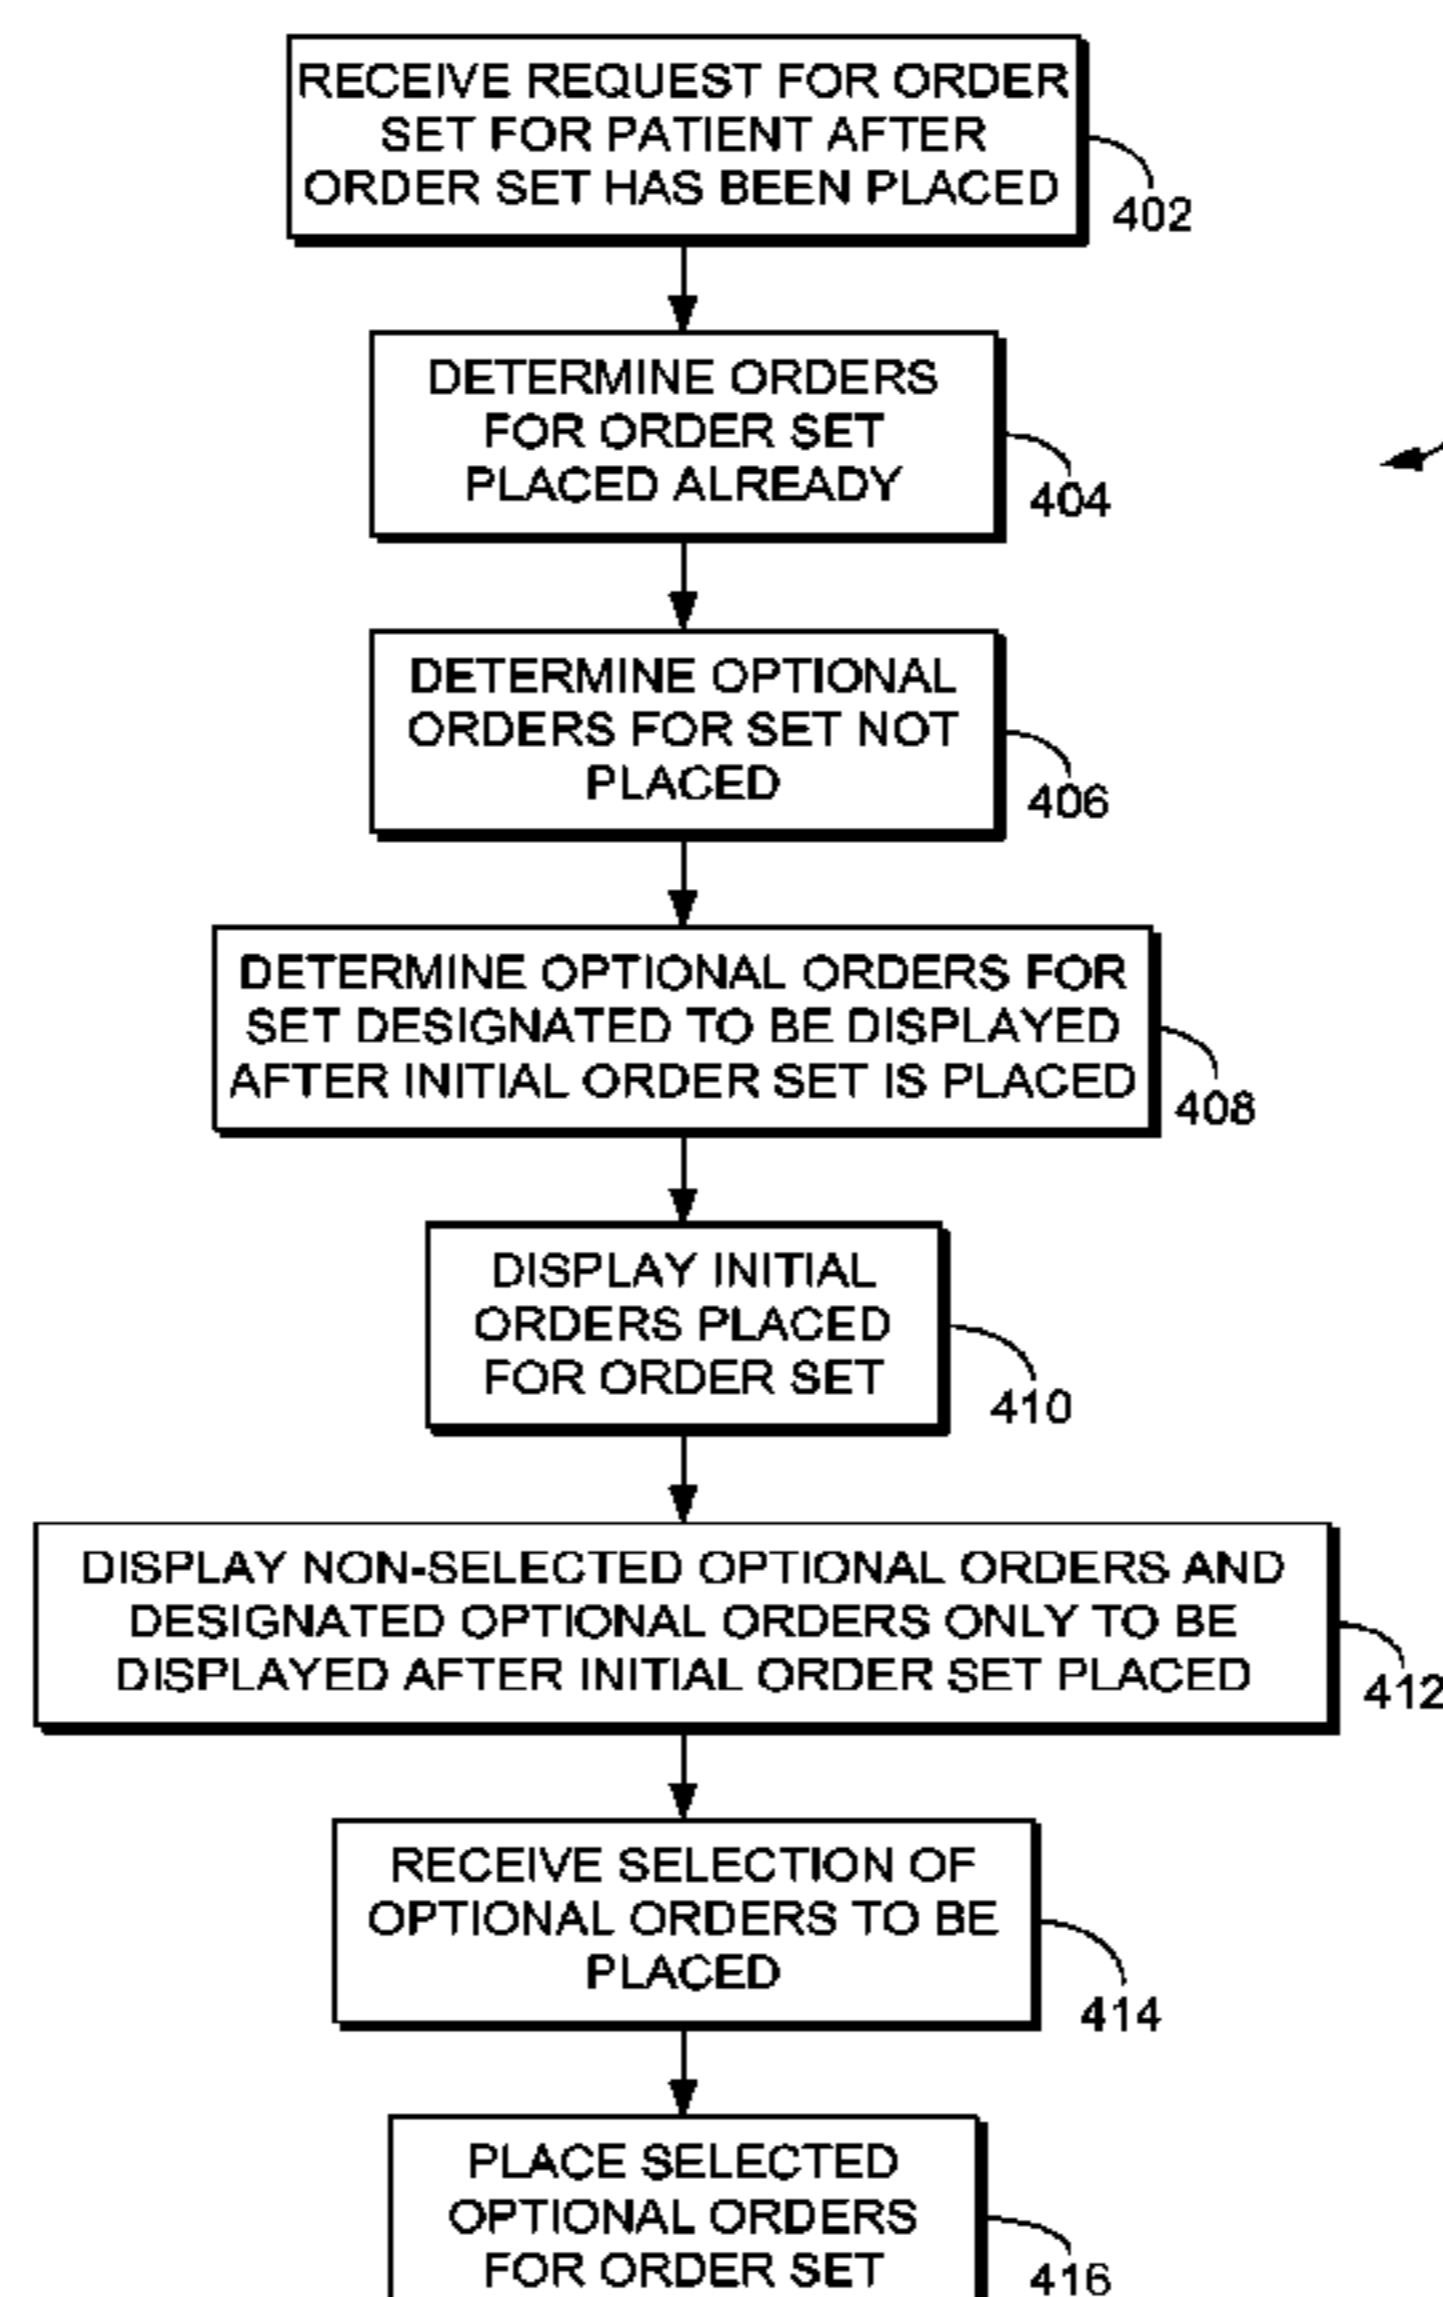 RECEIVE REQUEST FOR ORDER
SET FOR PATIENT AFTER
ORDER SET HAS BEEN PLACED
402
DETERMINE ORDERS
FOR ORDER SET
PLACED ALREADY
404
DETERMINE OPTIONAL
ORDERS FOR SET NOT
PLACED
406
DETERMINE OPTIONAL ORDERS FOR
SET DESIGNATED TO BE DISPLAYED
AFTER INITIAL ORDER SET IS PLACED
408
DISPLAY INITIAL
ORDERS PLACED
FOR ORDER SET
410
DISPLAY NON-SELECTED OPTIONAL ORDERS AND
DESIGNATED OPTIONAL ORDERS ONLY TO BE
DISPLAYED AFTER INITIAL ORDER SET PLACED
412
RECEIVE SELECTION OF
OPTIONAL ORDERS TO BE
PLACED
414
PLACE SELECTED
OPTIONAL ORDERS
FOR ORDER SET
416